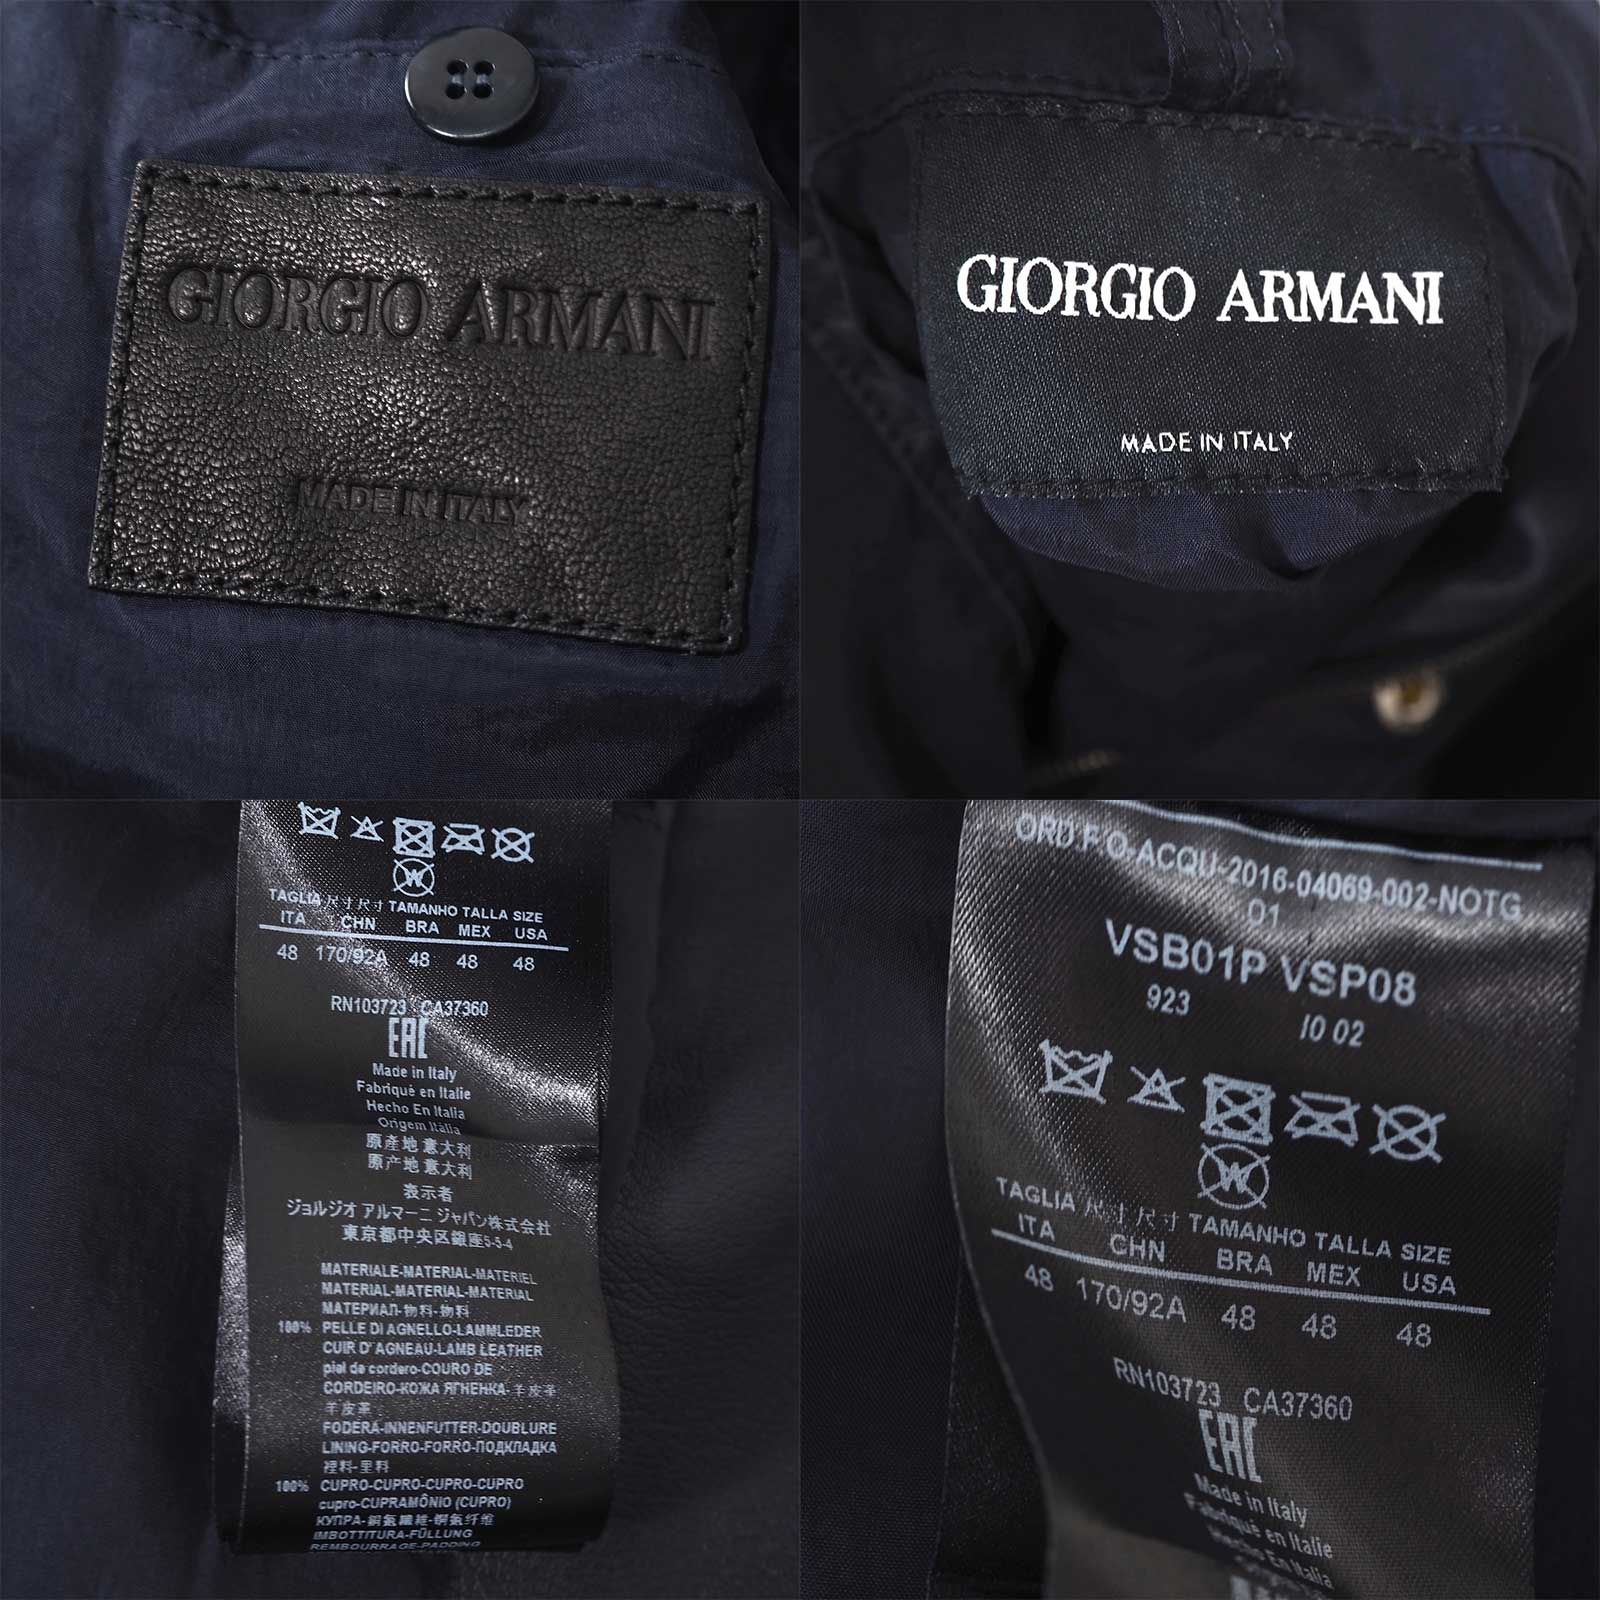 GIORGIO ARMANI
MADE IN ITALY
GIORGIO ARMANI
MADE IN ITALY
TAGLIA 尺寸尺寸 TAMANHO TALLA SIZE
ITA CHN BRA MEX USA
48 170/92A 48 48 48
RN103723 CA37360
EAC
Made in Italy
Fabriqué en Italie
Hecho En Italia
Origem Itália
原產地意大利
原产地意大利
表示者
ジョルジオ アルマーニ ジャパン株式会社
東京都中央区銀座5-5-4
MATERIALE-MATERIAL-MATERIEL
MATERIAL-MATERIAL-MATERIAL
МАТЕРИАЛ-物料-物料
100% PELLE DI AGNELLO-LAMMLEDER
CUIR D'AGNEAU-LAMB LEATHER
piel de cordero-COURO DE
CORDEIRO-КОЖА ЯГНЕНКА-羊皮革
羊皮革
FODERA-INNENFUTTER-DOUBLURE
LINING-FORRO-FORRO-ПОДКЛАДКА
裡料-里料
100% CUPRO-CUPRO-CUPRO-CUPRO
cupro-CUPRAMÔNIO (CUPRO)
КУПРА-銅氨纖維-铜氨纤维
IMBOTTITURA-FÜLLUNG
REMBOURRAGE-PADDING
ORD.F O-ACQU-2016-04069-002-NOTG
01
VSB01P VSP08
923 IO 02
TAGLIA 尺寸尺寸 TAMANHO TALLA SIZE
ITA CHN BRA MEX USA
48 170/92A 48 48 48
RN103723 CA37360
EAC
Made in Italy
Fabriqué en Italie
Hecho En Italia